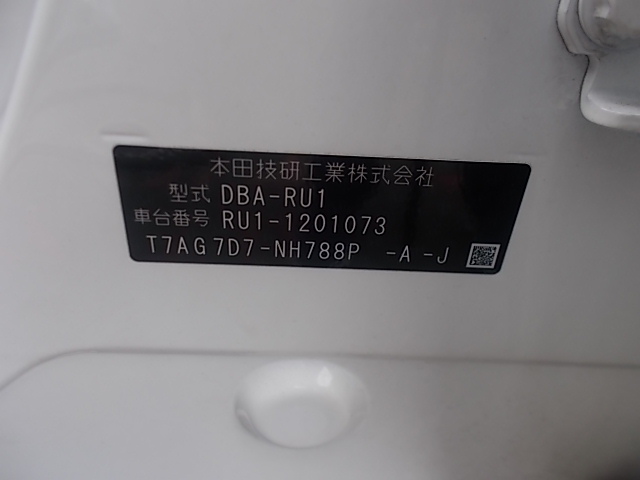 本田技研工業株式会社
型式 DBA-RU1
車台番号 RU1-1201073
T7AG7D7-NH788P -A -J